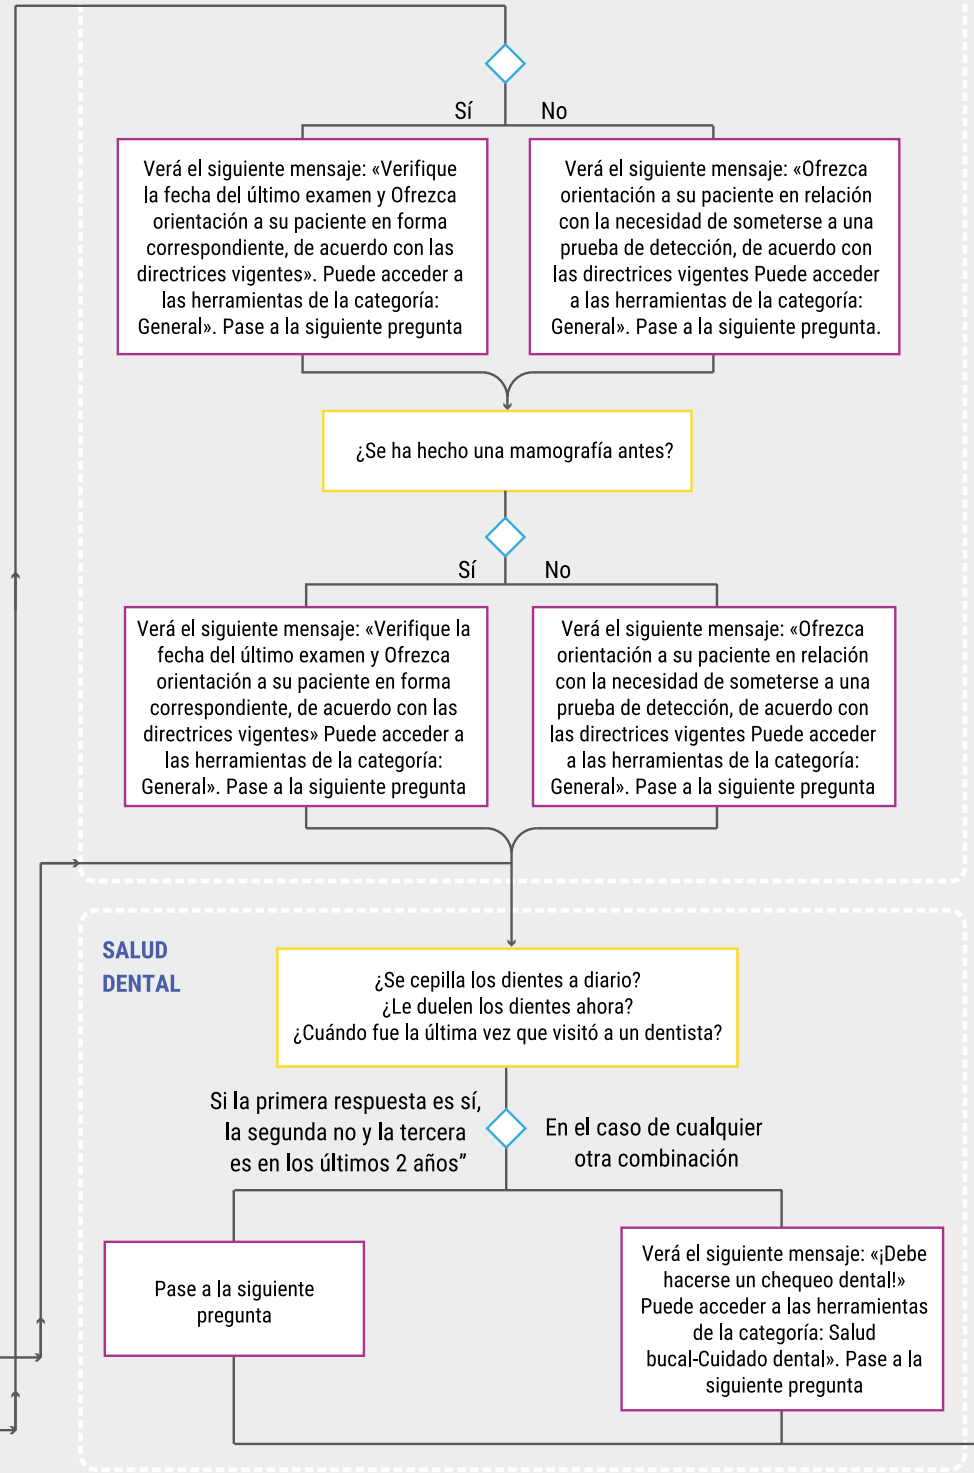 Sí
No
Verá el siguiente mensaje: «Verifique
la fecha del último examen y Ofrezca
orientación a su paciente en forma
correspondiente, de acuerdo con las
directrices vigentes». Puede acceder a
las herramientas de la categoría:
General». Pase a la siguiente pregunta
Verá el siguiente mensaje: «Ofrezca
orientación a su paciente en relación
con la necesidad de someterse a una
prueba de detección, de acuerdo con
las directrices vigentes Puede acceder
a las herramientas de la categoría:
General». Pase a la siguiente pregunta.
¿Se ha hecho una mamografía antes?
Sí
No
Verá el siguiente mensaje: «Verifique la
fecha del último examen y Ofrezca
orientación a su paciente en forma
correspondiente, de acuerdo con las
directrices vigentes» Puede acceder a
las herramientas de la categoría:
General». Pase a la siguiente pregunta
Verá el siguiente mensaje: «Ofrezca
orientación a su paciente en relación
con la necesidad de someterse a una
prueba de detección, de acuerdo con
las directrices vigentes Puede acceder
a las herramientas de la categoría:
General». Pase a la siguiente pregunta
SALUD
DENTAL
¿Se cepilla los dientes a diario?
¿Le duelen los dientes ahora?
¿Cuándo fue la última vez que visitó a un dentista?
Si la primera respuesta es sí,
la segunda no y la tercera
es en los últimos 2 años”
En el caso de cualquier
otra combinación
Pase a la siguiente
pregunta
Verá el siguiente mensaje: «¡Debe
hacerse un chequeo dental!»
Puede acceder a las herramientas
de la categoría: Salud
bucal-Cuidado dental». Pase a la
siguiente pregunta